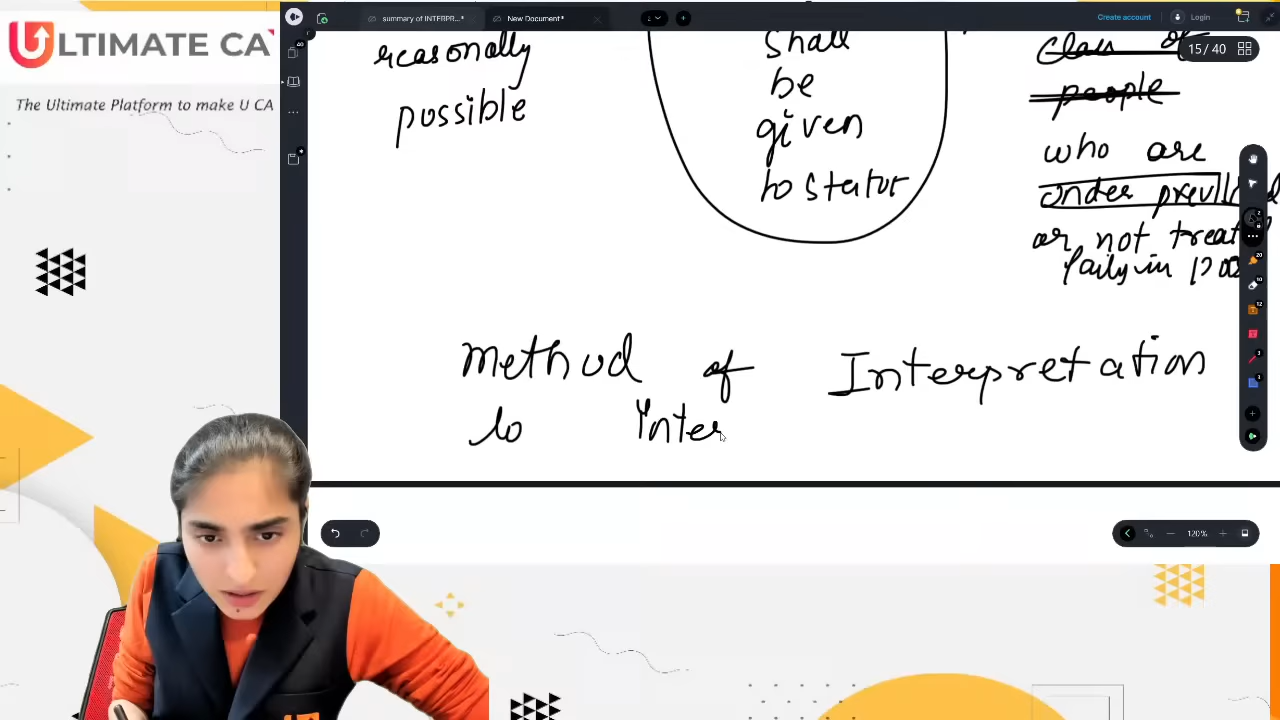 ULTIMATE CA
The Ultimate Platform to make U CA
summary of INTERPR...*
New Document*
Create account
Login
15 / 40
reasonally
possible
shall
be
given
to statut
class of
people
who are
under
or not treat
method of Interpretation
to inter
120%